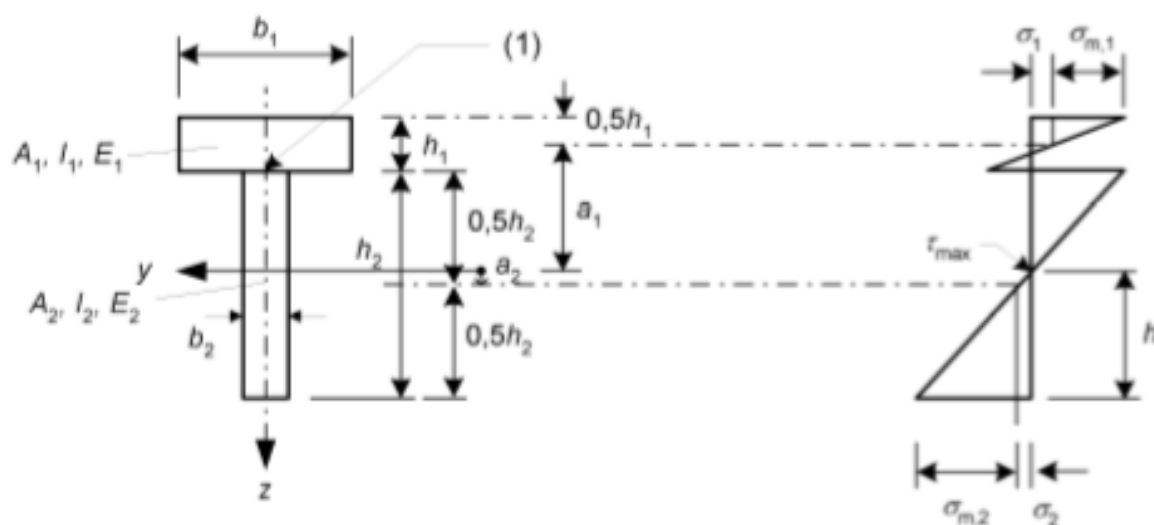 b₁
(1)
σ₁
σₘ,₁
0,5h₁
A₁, I₁, E₁
h₁
a₁
0,5h₂
h₂
τₘₐₓ
y
a₂
A₂, I₂, E₂
b₂
0,5h₂
h
z
σₘ,₂
σ₂